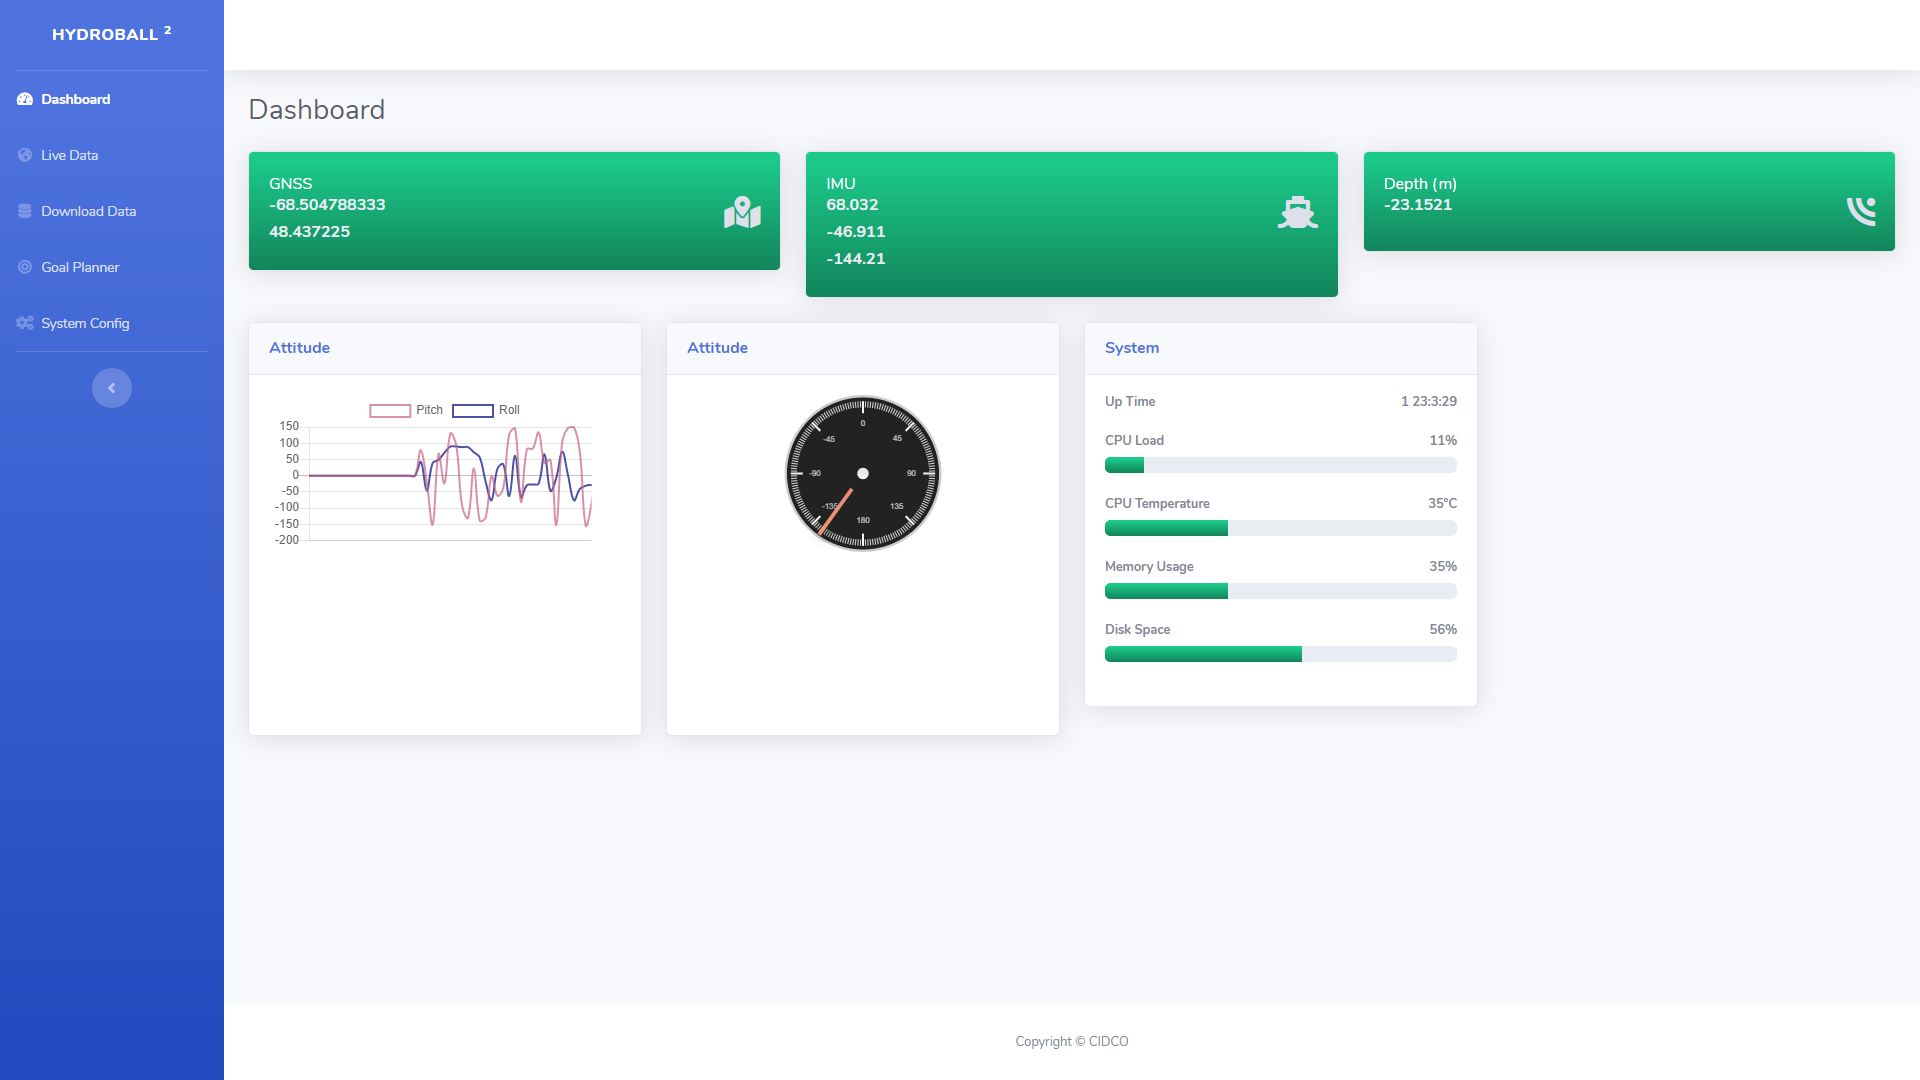 HYDROBALL 2
Dashboard
Live Data
Download Data
Goal Planner
System Config
Dashboard
GNSS
-68.504788333
48.437225
IMU
68.032
-46.911
-144.21
Depth (m)
-23.1521
Attitude
Pitch Roll
150
100
50
0
-50
-100
-150
-200
Attitude
0
45
90
135
180
-135
-90
-45
System
Up Time 1 23:3:29
CPU Load 11%
CPU Temperature 35°C
Memory Usage 35%
Disk Space 56%
Copyright © CIDCO